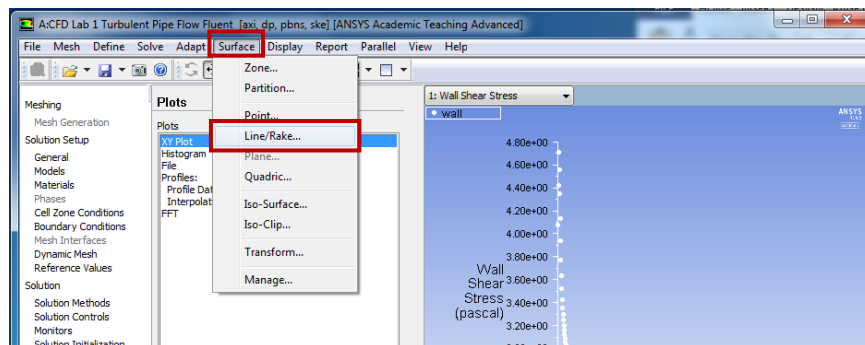 A:CFD Lab 1 Turbulent Pipe Flow Fluent [axi, dp, pbns, ske] [ANSYS Academic Teaching Advanced]
File Mesh Define Solve Adapt Surface Display Report Parallel View Help
Zone...
Partition...
Point...
Line/Rake...
Plane...
Quadric...
Iso-Surface...
Iso-Clip...
Transform...
Manage...
Meshing
Mesh Generation
Solution Setup
General
Models
Materials
Phases
Cell Zone Conditions
Boundary Conditions
Mesh Interfaces
Dynamic Mesh
Reference Values
Solution
Solution Methods
Solution Controls
Monitors
Solution Initialization
Plots
Plots
XY Plot
Histogram
File
Profiles:
Profile Dat
Interpolat
FFT
1: Wall Shear Stress
wall
ANSYS
4.80e+00
4.60e+00
4.40e+00
4.20e+00
4.00e+00
3.80e+00
3.60e+00
3.40e+00
3.20e+00
Wall
Shear
Stress
(pascal)